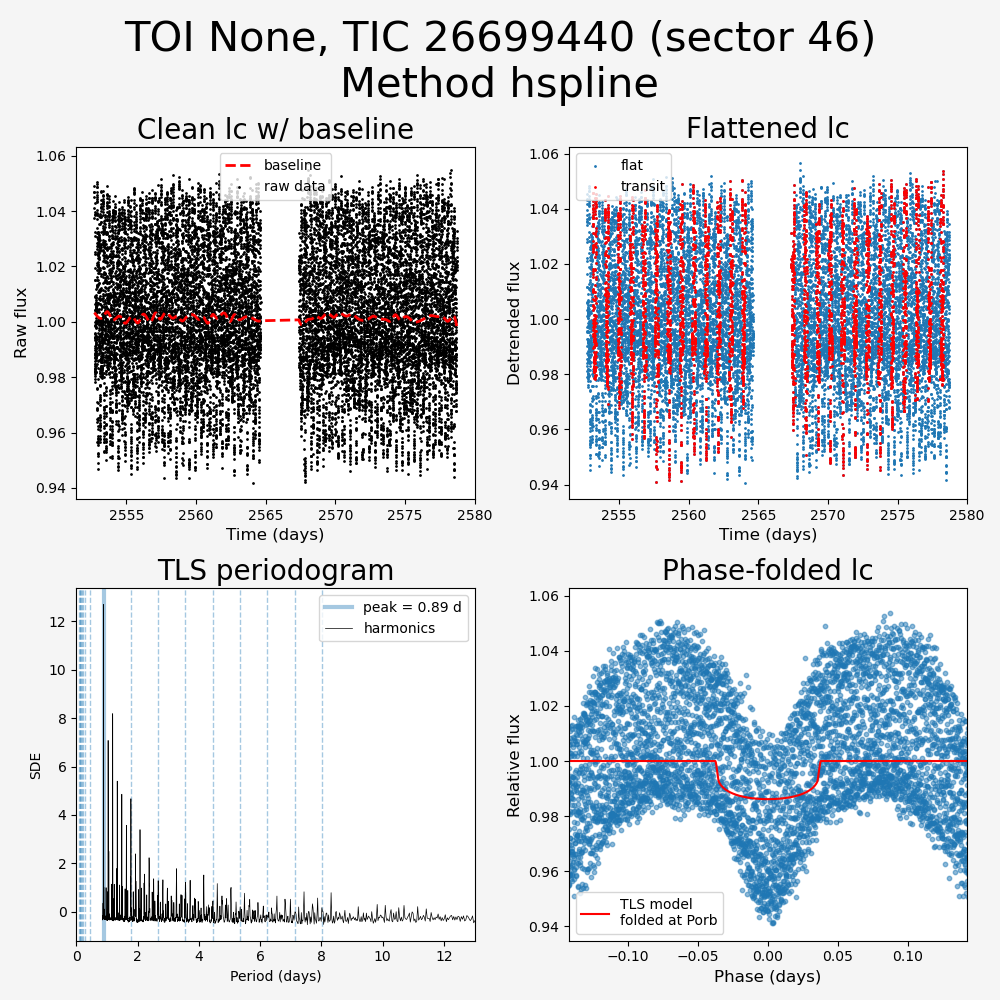 TOI None, TIC 26699440 (sector 46)
Method hspline
Clean lc w/ baseline
Raw flux
1.06
1.04
1.02
1.00
0.98
0.96
0.94
baseline
raw data
2555
2560
2565
2570
2575
2580
Time (days)
Flattened lc
Detrended flux
1.06
1.04
1.02
1.00
0.98
0.96
0.94
flat
transit
2555
2560
2565
2570
2575
2580
Time (days)
TLS periodogram
SDE
12
10
8
6
4
2
0
peak = 0.89 d
harmonics
0
2
4
6
8
10
12
Period (days)
Phase-folded lc
Relative flux
1.06
1.04
1.02
1.00
0.98
0.96
0.94
TLS model
folded at Porb
−0.10
−0.05
0.00
0.05
0.10
Phase (days)